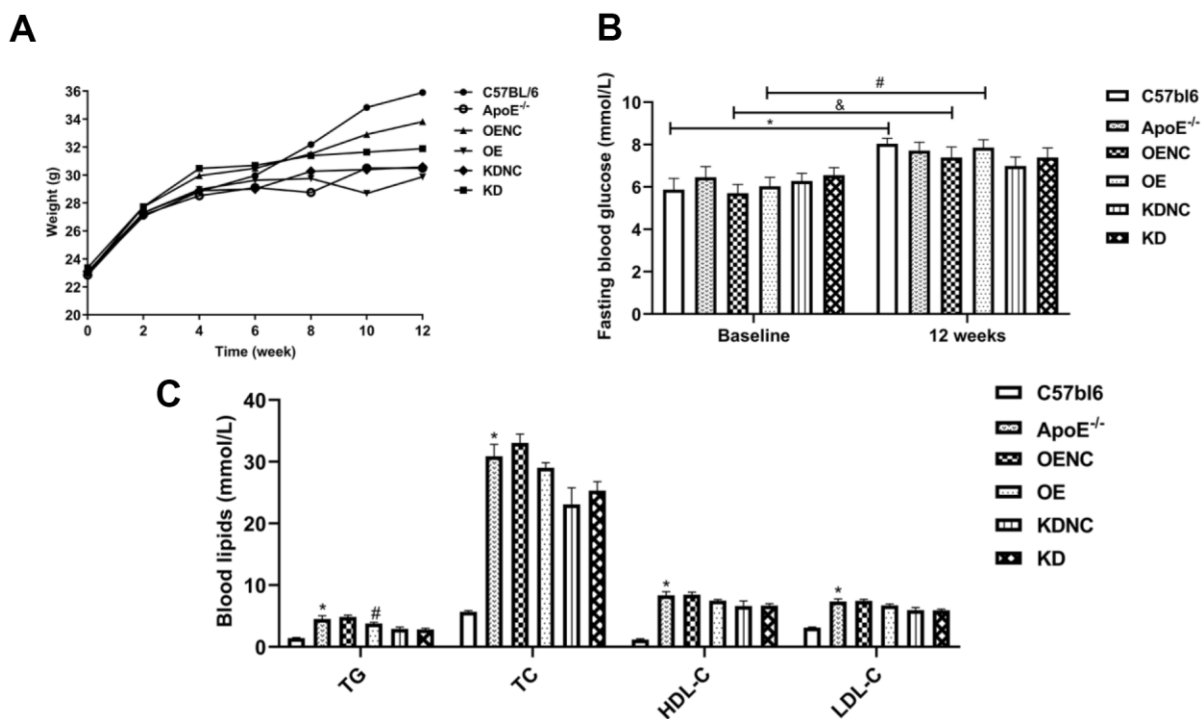 A
Weight (g)
36
34
32
30
28
26
24
22
20
0 2 4 6 8 10 12
Time (week)
C57BL/6
ApoE-/-
OENC
OE
KDNC
KD
B
Fasting blood glucose (mmol/L)
10
8
6
4
2
0
*
&
#
Baseline 12 weeks
C57bl6
ApoE-/-
OENC
OE
KDNC
KD
C
Blood lipids (mmol/L)
40
30
20
10
0
* # * * *
TG TC HDL-C LDL-C
C57bl6
ApoE-/-
OENC
OE
KDNC
KD